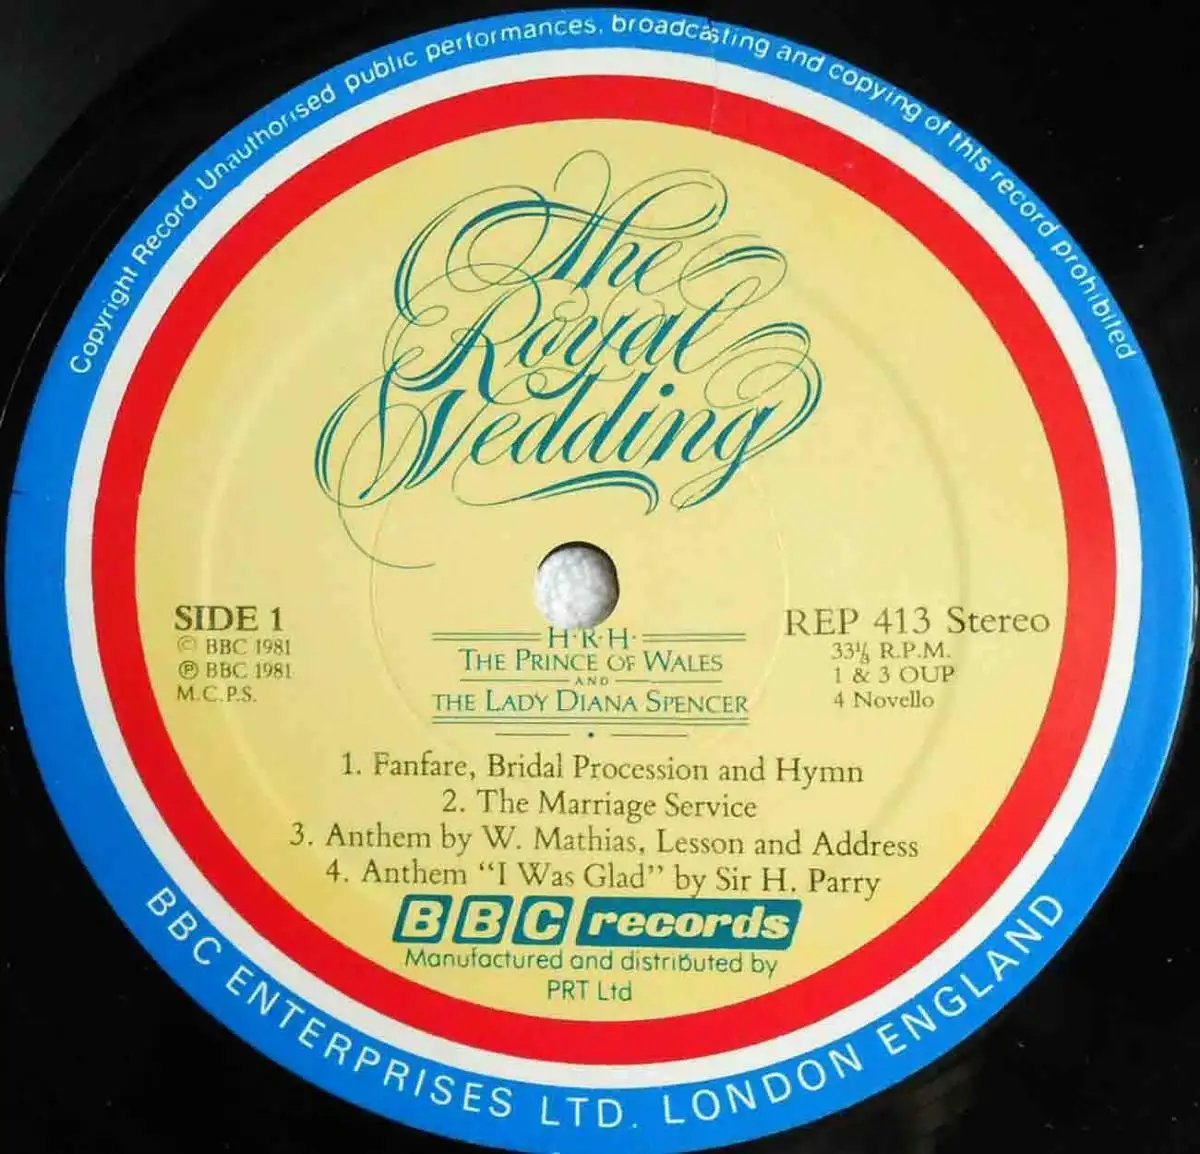 Copyright Record. Unauthorised public performances, broadcasting and copying of this record prohibited
The
Royal
Wedding
SIDE 1
© BBC 1981
℗ BBC 1981
M.C.P.S.
REP 413 Stereo
33⅓ R.P.M.
1 & 3 OUP
4 Novello
H·R·H·
THE PRINCE OF WALES
AND
THE LADY DIANA SPENCER
1. Fanfare, Bridal Procession and Hymn
2. The Marriage Service
3. Anthem by W. Mathias, Lesson and Address
4. Anthem “I Was Glad” by Sir H. Parry
BBC records
Manufactured and distributed by
PRT Ltd
BBC ENTERPRISES LTD. LONDON ENGLAND